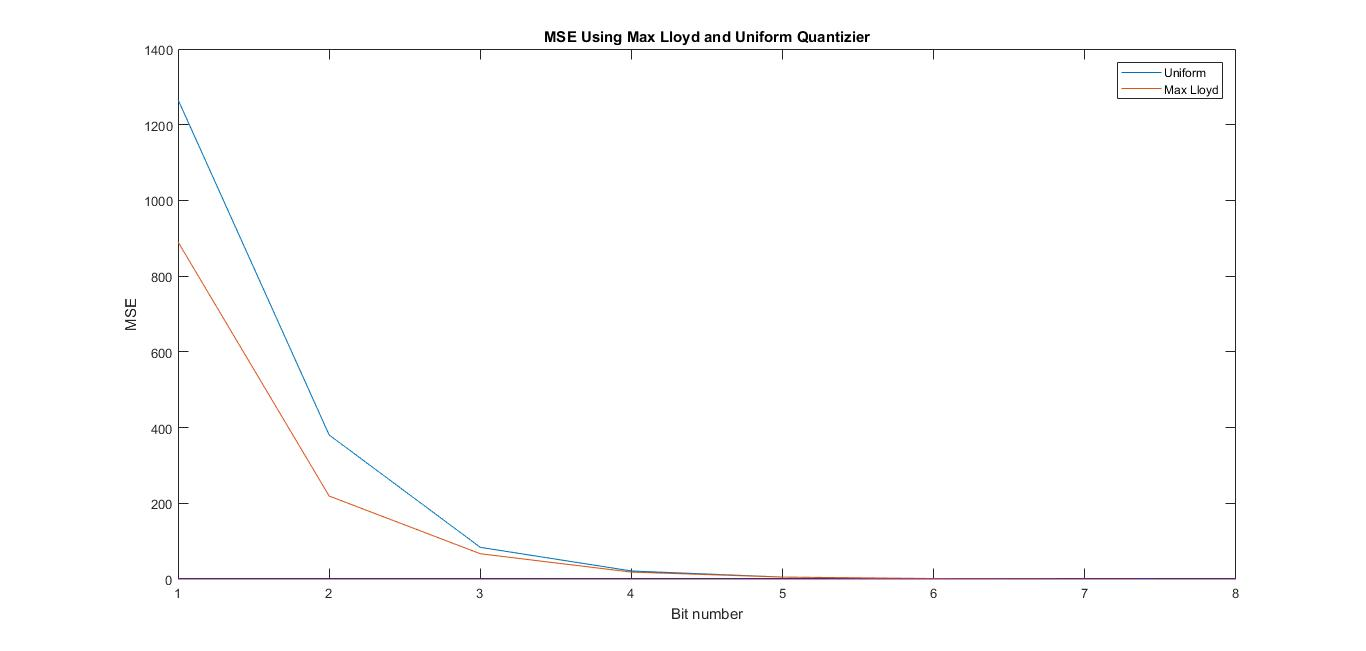 MSE Using Max Lloyd and Uniform Quantizier
1400
1200
1000
800
600
400
200
0
MSE
Uniform
Max Lloyd
1 2 3 4 5 6 7 8
Bit number